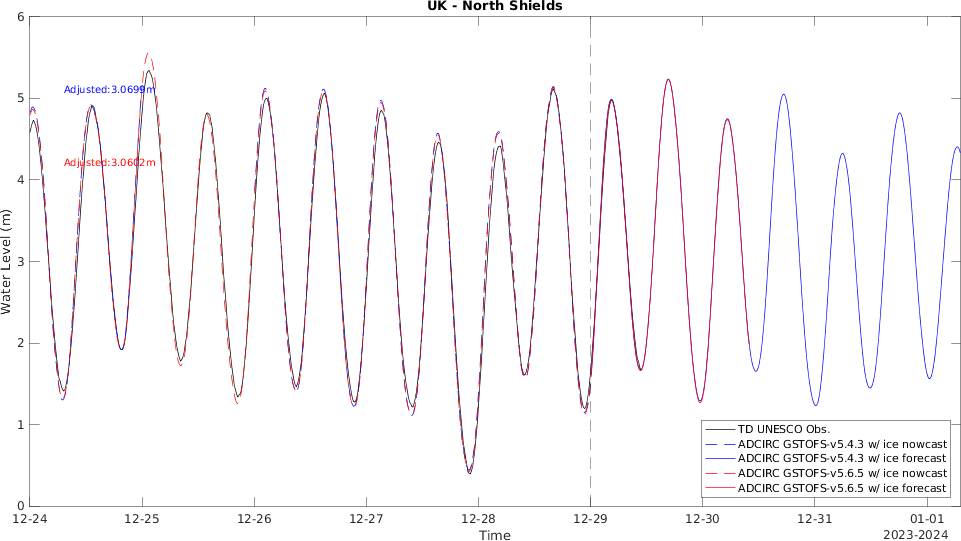 UK - North Shields
6
5
4
3
2
1
0
Water Level (m)
Adjusted:3.0699m
Adjusted:3.0602m
TD UNESCO Obs.
ADCIRC GSTOFS-v5.4.3 w/ ice nowcast
ADCIRC GSTOFS-v5.4.3 w/ ice forecast
ADCIRC GSTOFS-v5.6.5 w/ ice nowcast
ADCIRC GSTOFS-v5.6.5 w/ ice forecast
12-24 12-25 12-26 12-27 12-28 12-29 12-30 12-31 01-01
Time
2023-2024